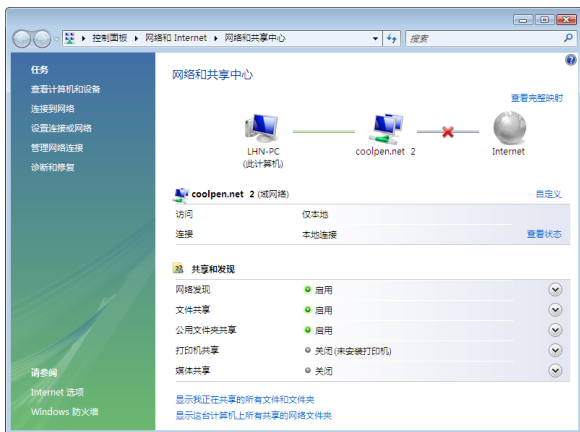 控制面板 ▸ 网络和 Internet ▸ 网络和共享中心
搜索
任务
查看计算机和设备
连接到网络
设置连接或网络
管理网络连接
诊断和修复
请参阅
Internet 选项
Windows 防火墙
网络和共享中心
查看完整映射
LHN-PC
(此计算机)
coolpen.net 2
Internet
coolpen.net 2 (域网络) 自定义
访问 仅本地
连接 本地连接 查看状态
共享和发现
网络发现 启用
文件共享 启用
公用文件夹共享 启用
打印机共享 关闭(未安装打印机)
媒体共享 关闭
显示我正在共享的所有文件和文件夹
显示这台计算机上所有共享的网络文件夹